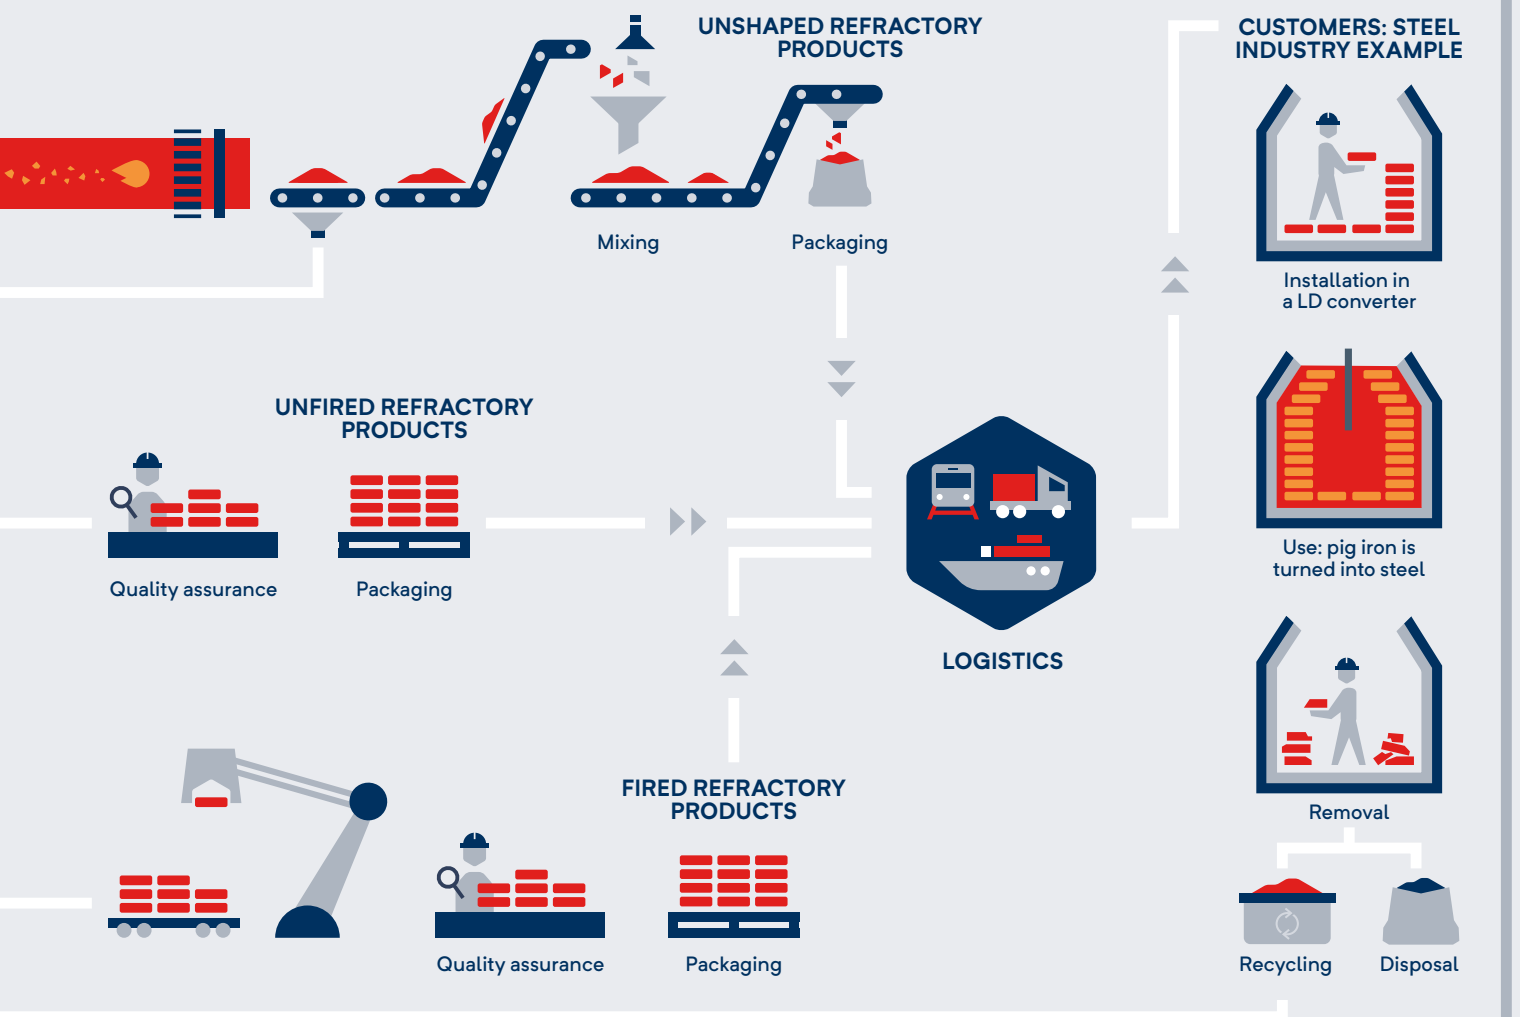 UNSHAPED REFRACTORY
PRODUCTS
Mixing
Packaging
UNFIRED REFRACTORY
PRODUCTS
Quality assurance
Packaging
FIRED REFRACTORY
PRODUCTS
Quality assurance
Packaging
LOGISTICS
CUSTOMERS: STEEL
INDUSTRY EXAMPLE
Installation in
a LD converter
Use: pig iron is
turned into steel
Removal
Recycling
Disposal